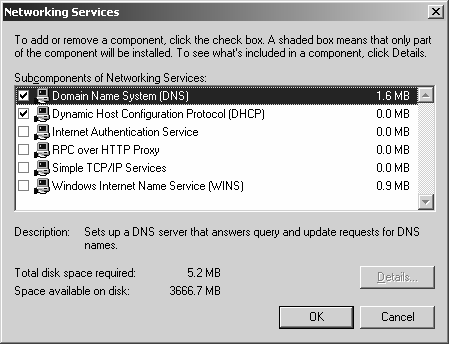 Networking Services
To add or remove a component, click the check box. A shaded box means that only part
of the component will be installed. To see what's included in a component, click Details.
Subcomponents of Networking Services:
Domain Name System (DNS) 1.6 MB
Dynamic Host Configuration Protocol (DHCP) 0.0 MB
Internet Authentication Service 0.0 MB
RPC over HTTP Proxy 0.0 MB
Simple TCP/IP Services 0.0 MB
Windows Internet Name Service (WINS) 0.9 MB
Description: Sets up a DNS server that answers query and update requests for DNS
names.
Total disk space required: 5.2 MB
Space available on disk: 3666.7 MB
Details...
OK Cancel